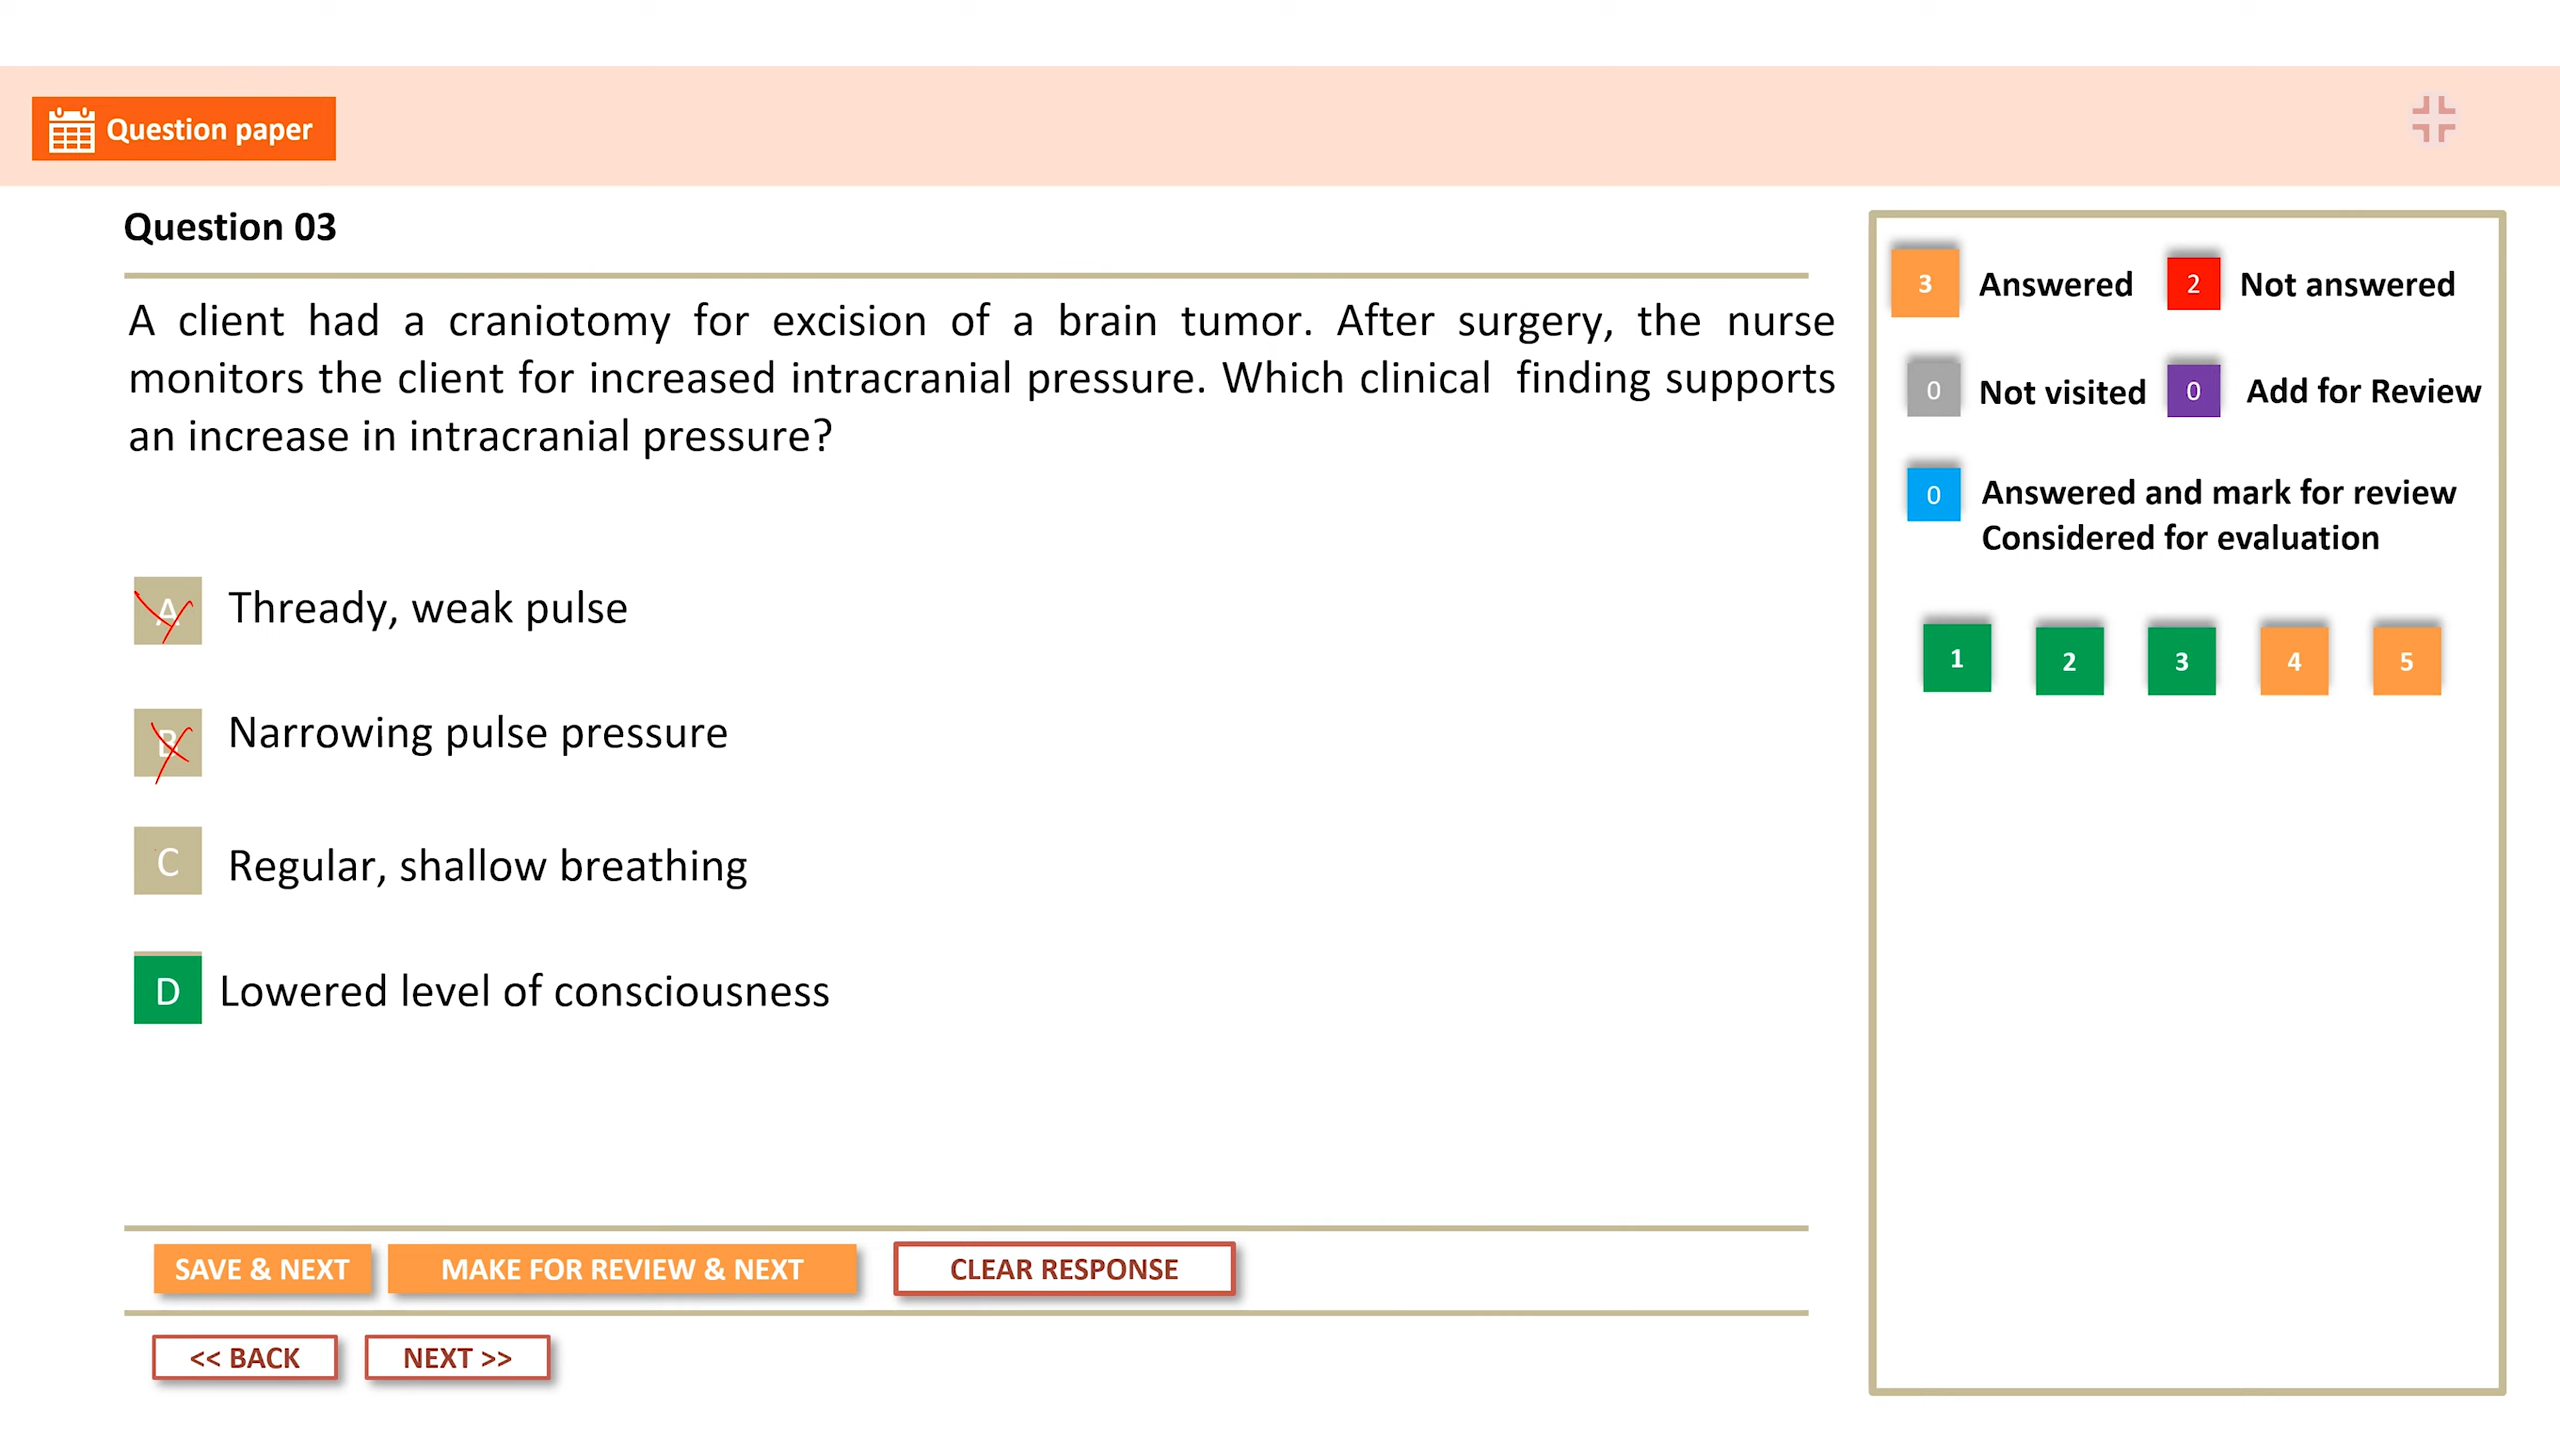 Question paper
Question 03
A client had a craniotomy for excision of a brain tumor. After surgery, the nurse
monitors the client for increased intracranial pressure. Which clinical finding supports
an increase in intracranial pressure?
A Thready, weak pulse
B Narrowing pulse pressure
C Regular, shallow breathing
D Lowered level of consciousness
SAVE & NEXT MAKE FOR REVIEW & NEXT CLEAR RESPONSE
<< BACK NEXT >>
3 Answered 2 Not answered
0 Not visited 0 Add for Review
0 Answered and mark for review
Considered for evaluation
1 2 3 4 5